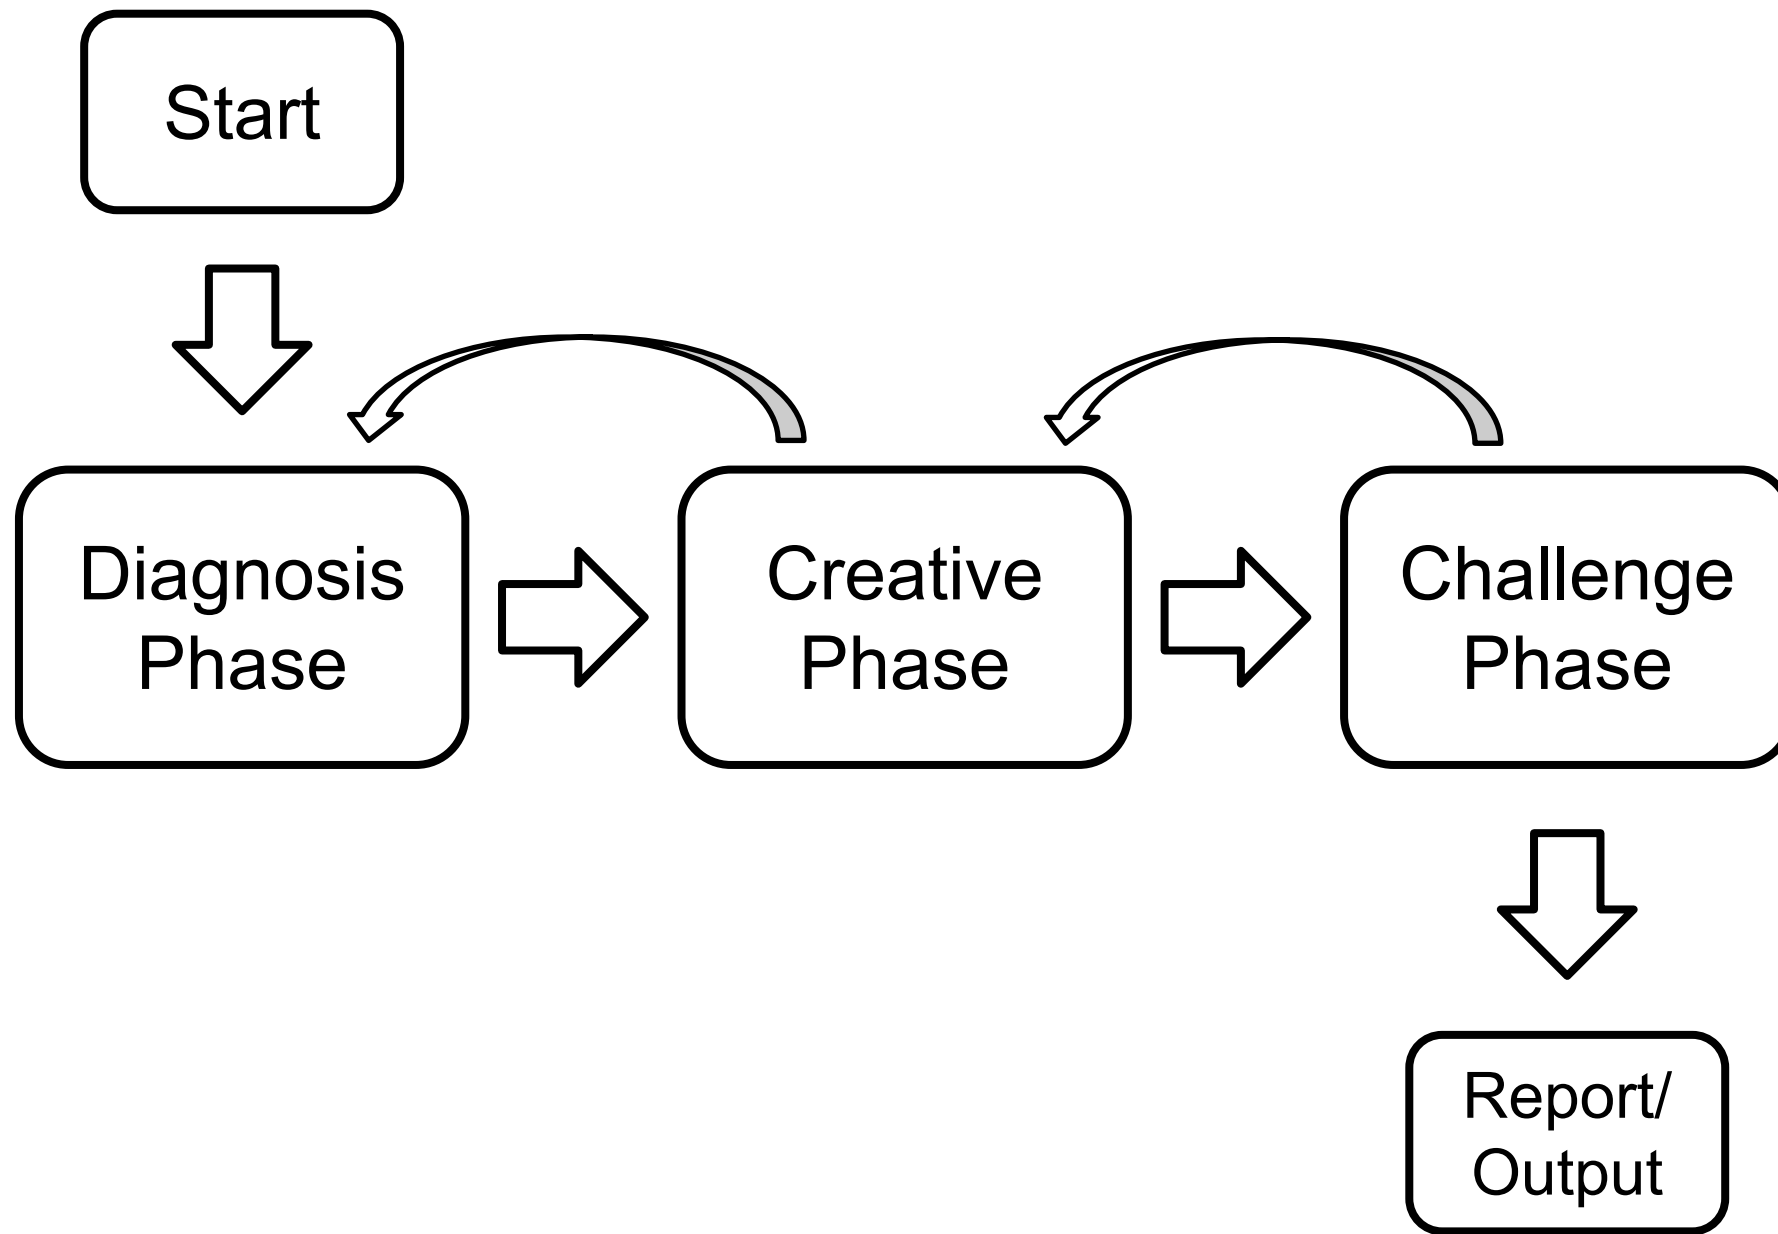 Start
Diagnosis
Phase
Creative
Phase
Challenge
Phase
Report/
Output